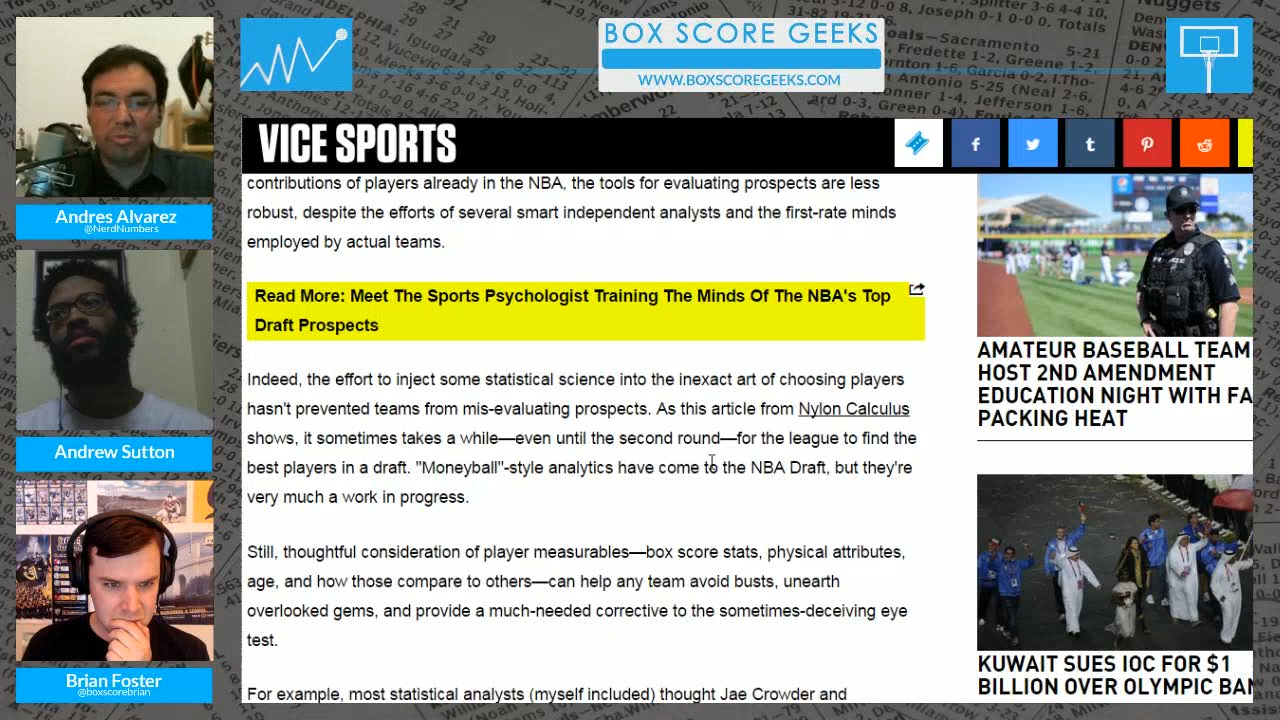 BOX SCORE GEEKS
WWW.BOXSCOREGEEKS.COM
Andres Alvarez
@NerdNumbers
Andrew Sutton
Brian Foster
@boxscorebrian
VICE SPORTS
contributions of players already in the NBA, the tools for evaluating prospects are less
robust, despite the efforts of several smart independent analysts and the first-rate minds
employed by actual teams.
Read More: Meet The Sports Psychologist Training The Minds Of The NBA's Top
Draft Prospects
Indeed, the effort to inject some statistical science into the inexact art of choosing players
hasn't prevented teams from mis-evaluating prospects. As this article from Nylon Calculus
shows, it sometimes takes a while—even until the second round—for the league to find the
best players in a draft. "Moneyball"-style analytics have come to the NBA Draft, but they're
very much a work in progress.
Still, thoughtful consideration of player measurables—box score stats, physical attributes,
age, and how those compare to others—can help any team avoid busts, unearth
overlooked gems, and provide a much-needed corrective to the sometimes-deceiving eye
test.
For example, most statistical analysts (myself included) thought Jae Crowder and
AMATEUR BASEBALL TEAM
HOST 2ND AMENDMENT
EDUCATION NIGHT WITH FA
PACKING HEAT
KUWAIT SUES IOC FOR $1
BILLION OVER OLYMPIC BAN